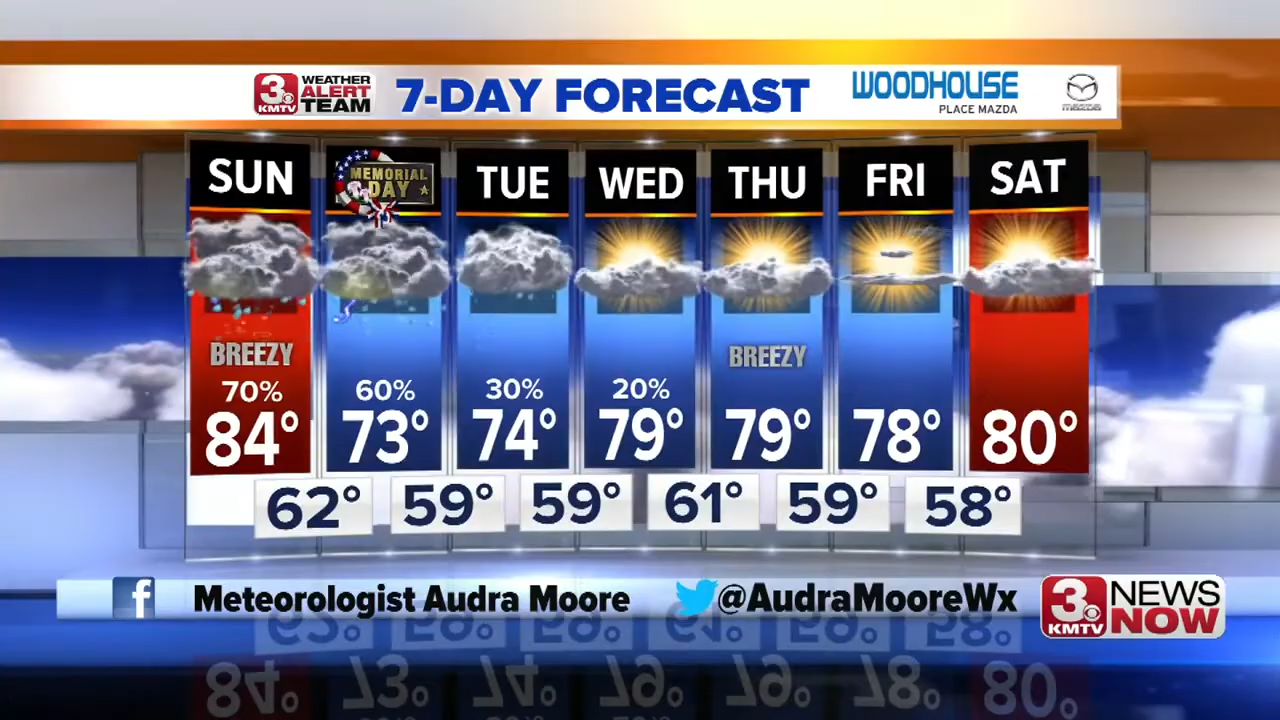 3 KMTV WEATHER ALERT TEAM
7-DAY FORECAST
WOODHOUSE
PLACE MAZDA
mazda
SUN MEMORIAL DAY TUE WED THU FRI SAT
BREEZY BREEZY
70% 60% 30% 20%
84° 73° 74° 79° 79° 78° 80°
62° 59° 59° 61° 59° 58°
f Meteorologist Audra Moore @AudraMooreWx
3 KMTV NEWS NOW